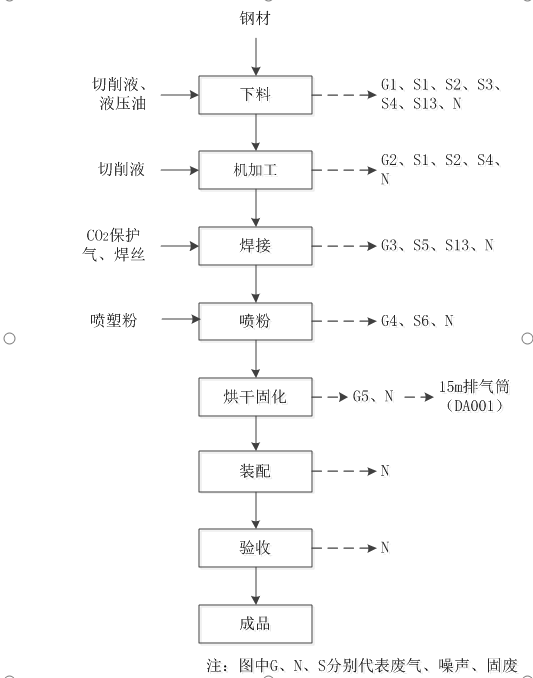 钢材
切削液、
液压油
下料
G1、S1、S2、S3、
S4、S13、N
切削液
机加工
G2、S1、S2、S4、
N
CO2保护
气、焊丝
焊接
G3、S5、S13、N
喷塑粉
喷粉
G4、S6、N
烘干固化
G5、N
15m排气筒
（DA001）
装配
N
验收
N
成品
注：图中G、N、S分别代表废气、噪声、固废